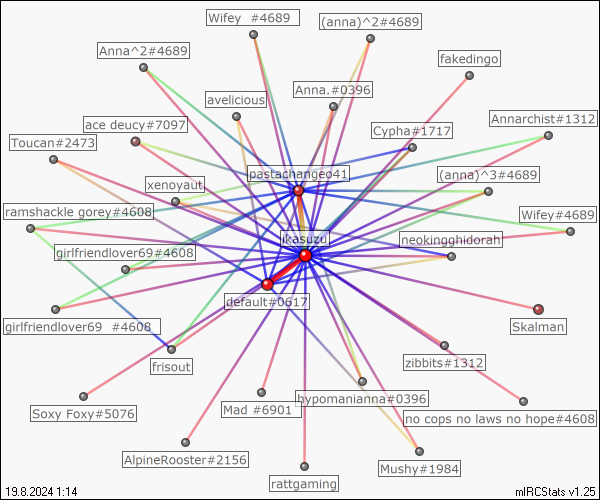 Wifey  #4689
(anna)^2#4689
Anna^2#4689
fakedingo
Anna.#0396
avelicious
Annarchist#1312
ace deucy#7097
Cypha#1717
Toucan#2473
pastachangeo41
(anna)^3#4689
xenoyaut
ramshackle gorey#4608
Wifey#4689
ikasuzu
neokingghidorah
girlfriendlover69#4608
default#0617
girlfriendlover69  #4608
Skalman
zibbits#1312
frisout
hypomanianna#0396
Soxy Foxy#5076
Mad #6901
no cops no laws no hope#4608
AlpineRooster#2156
Mushy#1984
rattgaming
19.8.2024 1:14
mIRCStats v1.25